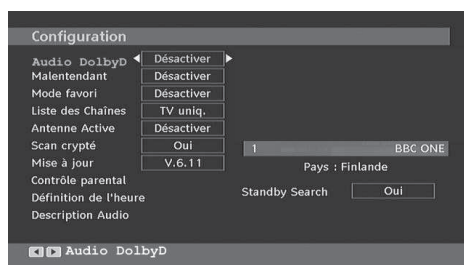 Configuration
Audio DolbyD Désactiver
Malentendant Désactiver
Mode favori Désactiver
Liste des Chaînes TV uniq.
Antenne Active Désactiver
Scan crypté Oui
Mise à jour V.6.11
Contrôle parental
Définition de l'heure
Description Audio
1 BBC ONE
Pays : Finlande
Standby Search Oui
Audio DolbyD